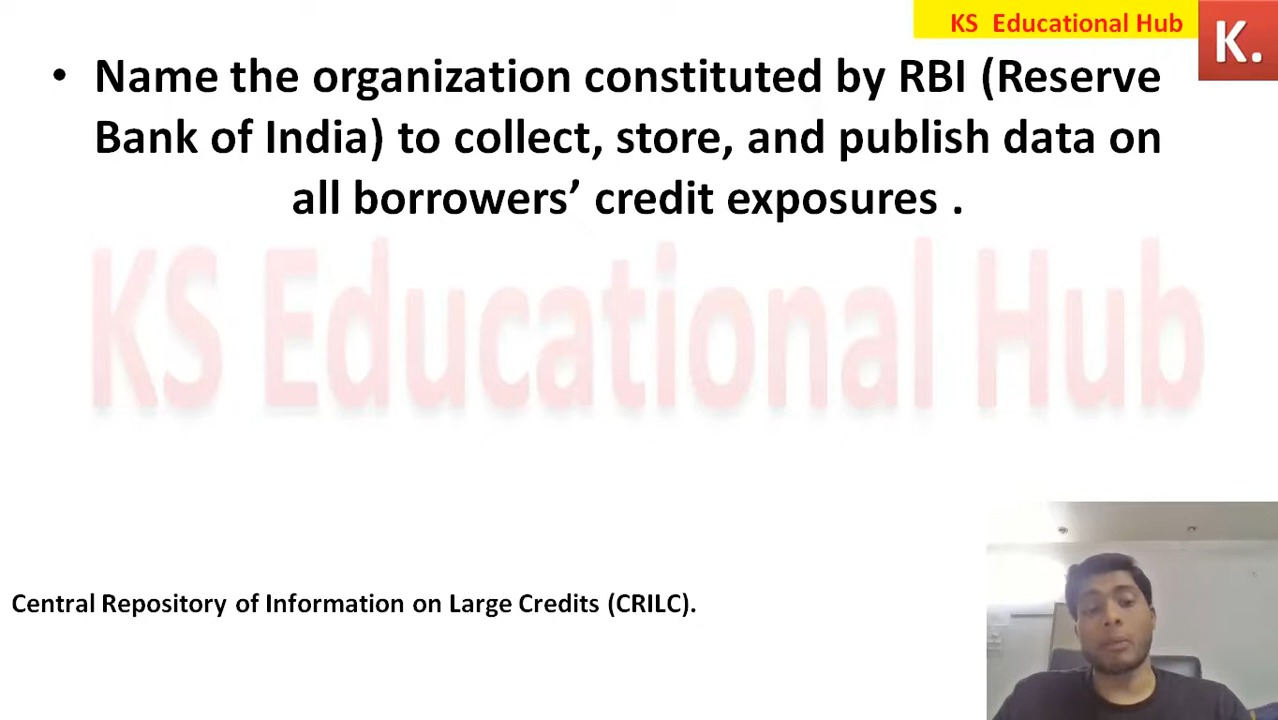 KS Educational Hub
K.
• Name the organization constituted by RBI (Reserve
Bank of India) to collect, store, and publish data on
all borrowers’ credit exposures .
KS Educational Hub
Central Repository of Information on Large Credits (CRILC).